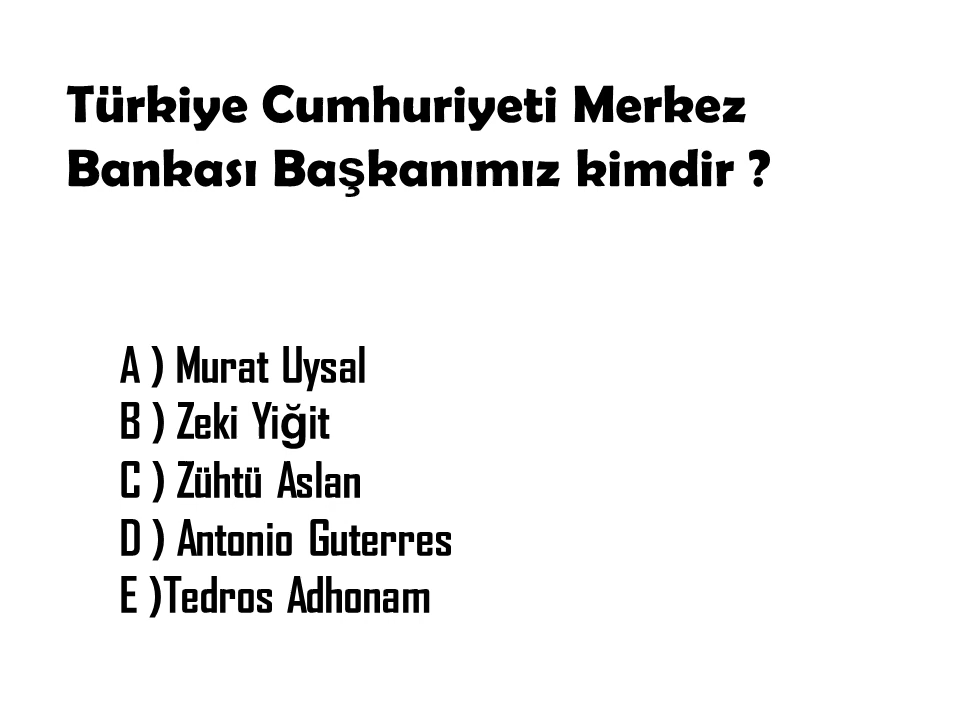 Türkiye Cumhuriyeti Merkez
Bankası Başkanımız kimdir ?
A ) Murat Uysal
B ) Zeki Yiğit
C ) Zühtü Aslan
D ) Antonio Guterres
E )Tedros Adhonam